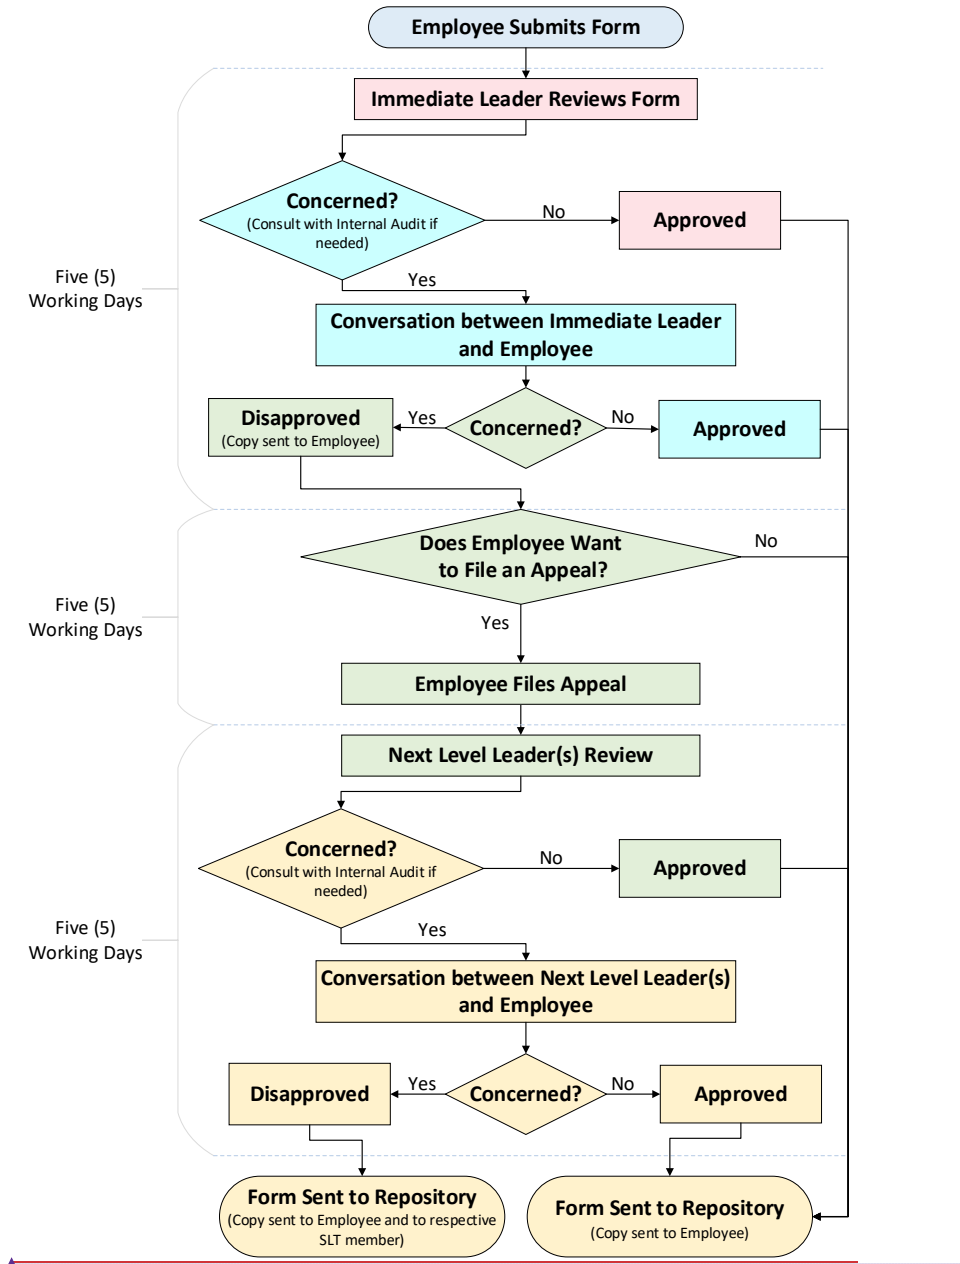 Employee Submits Form
Immediate Leader Reviews Form
Concerned?
(Consult with Internal Audit if
needed)
No
Approved
Yes
Five (5)
Working Days
Conversation between Immediate Leader
and Employee
Disapproved
(Copy sent to Employee)
Yes
Concerned?
No
Approved
Does Employee Want
to File an Appeal?
No
Five (5)
Working Days
Yes
Employee Files Appeal
Next Level Leader(s) Review
Concerned?
(Consult with Internal Audit if
needed)
No
Approved
Five (5)
Working Days
Yes
Conversation between Next Level Leader(s)
and Employee
Disapproved
Yes
Concerned?
No
Approved
Form Sent to Repository
(Copy sent to Employee and to respective
SLT member)
Form Sent to Repository
(Copy sent to Employee)